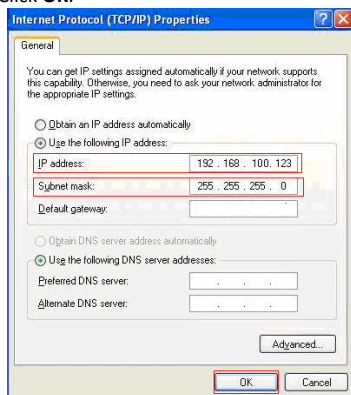 Click OK.
Internet Protocol (TCP/IP) Properties
General
You can get IP settings assigned automatically if your network supports
this capability. Otherwise, you need to ask your network administrator for
the appropriate IP settings.
Obtain an IP address automatically
Use the following IP address:
IP address: 192 . 168 . 100 . 123
Subnet mask: 255 . 255 . 255 . 0
Default gateway:
Obtain DNS server address automatically
Use the following DNS server addresses:
Preferred DNS server: . . .
Alternate DNS server: . . .
Advanced...
OK Cancel